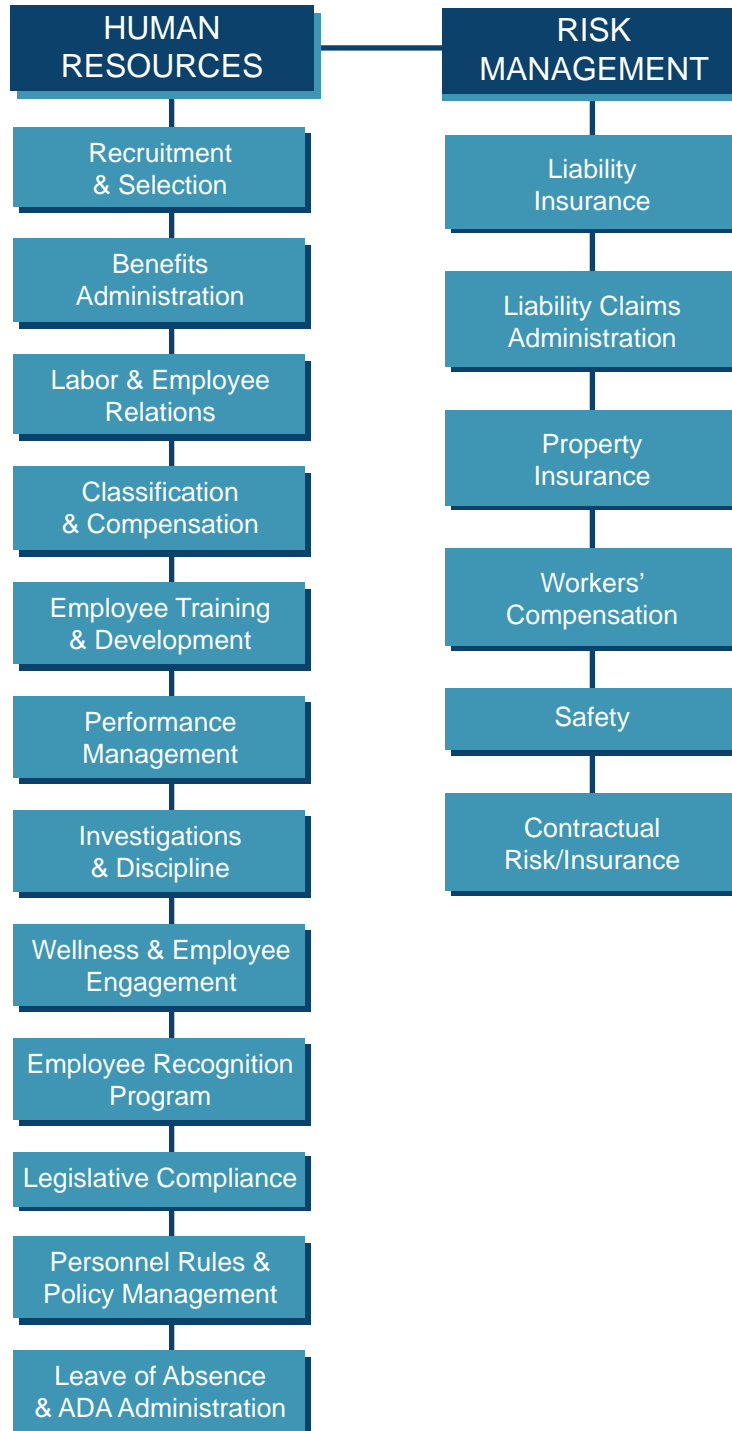 HUMAN
RESOURCES
Recruitment
& Selection
Benefits
Administration
Labor & Employee
Relations
Classification
& Compensation
Employee Training
& Development
Performance
Management
Investigations
& Discipline
Wellness & Employee
Engagement
Employee Recognition
Program
Legislative Compliance
Personnel Rules &
Policy Management
Leave of Absence
& ADA Administration
RISK
MANAGEMENT
Liability
Insurance
Liability Claims
Administration
Property
Insurance
Workers’
Compensation
Safety
Contractual
Risk/Insurance